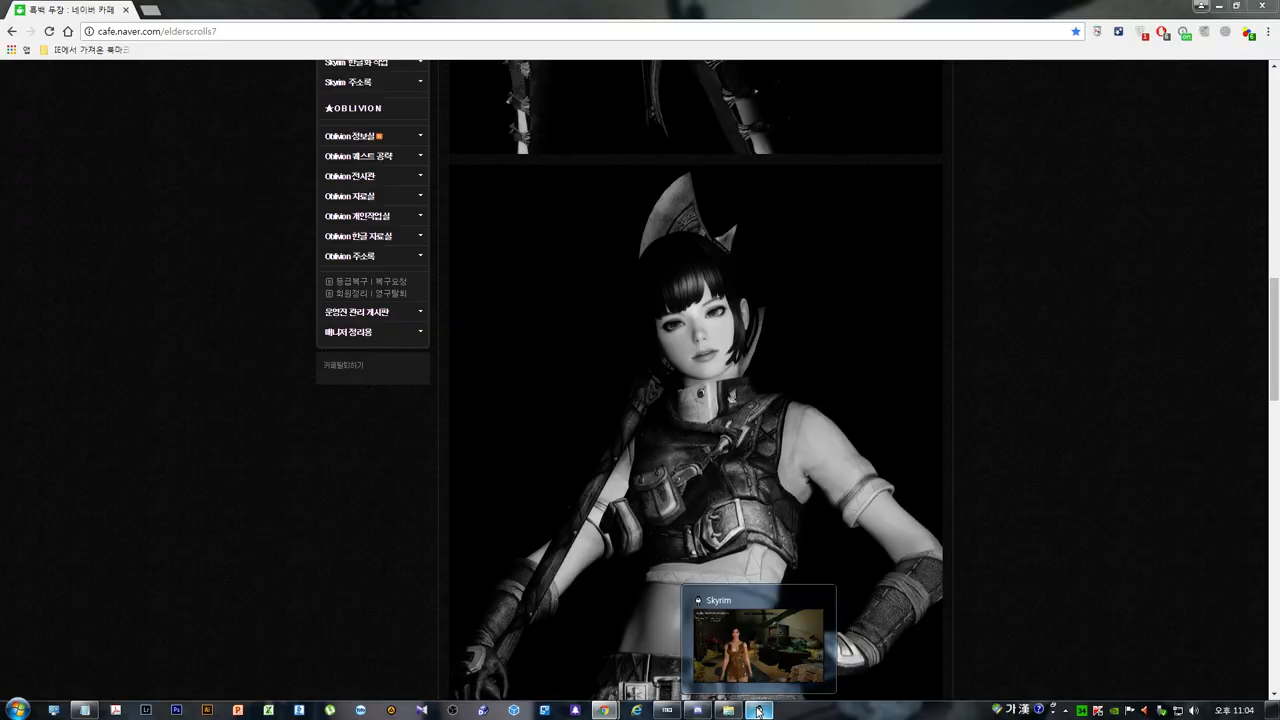 흑백 두장 : 네이버 카페
cafe.naver.com/elderscrolls7
앱
IE에서 가져온 북마크
Skyrim 한글화 작업
Skyrim 주소록
★OBLIVION
Oblivion 정보실
Oblivion 퀘스트 공략
Oblivion 전시관
Oblivion 자료실
Oblivion 개인작업실
Oblivion 한글 자료실
Oblivion 주소록
등급복구 l 복구요청
회원정리 l 영구탈퇴
운영진 관리 게시판
매니저 정리용
카페탈퇴하기
Skyrim
가 漢
오후 11:04